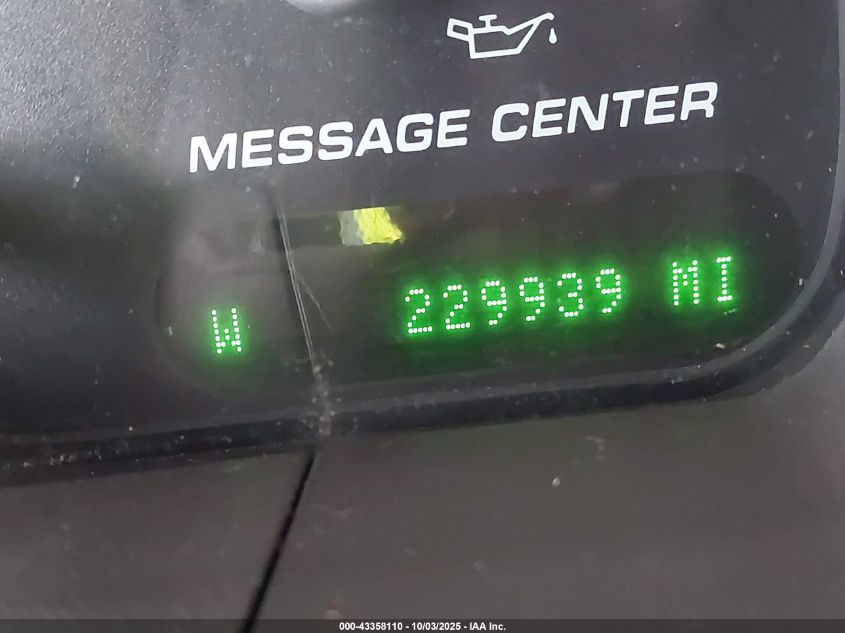 MESSAGE CENTER
W 229939 MI
000-43358110 - 10/03/2025 - IAA Inc.